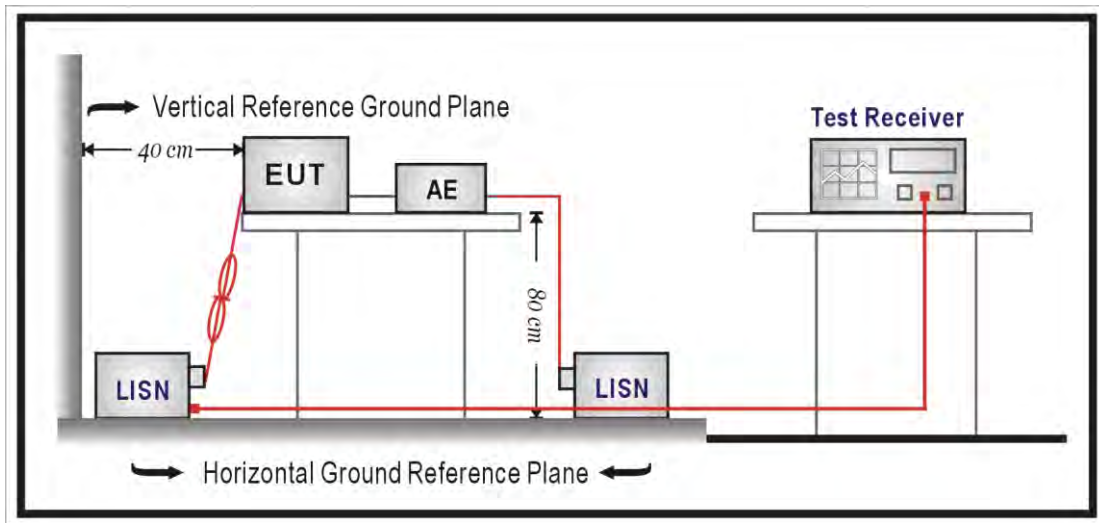 Vertical Reference Ground Plane
Test Receiver
40 cm
EUT
AE
80 cm
LISN
LISN
Horizontal Ground Reference Plane